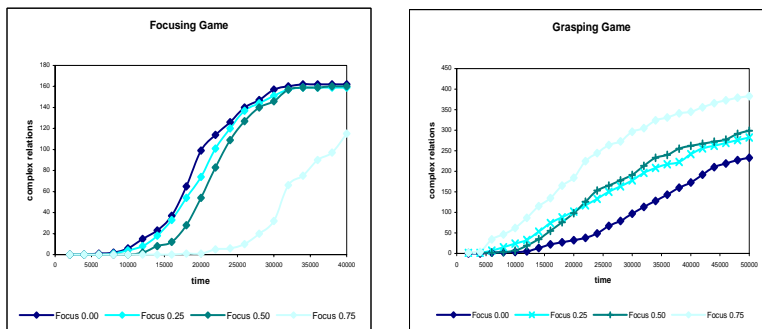 Focusing Game
complex relations
180
160
140
120
100
80
60
40
20
0
0 5000 10000 15000 20000 25000 30000 35000 40000
time
Focus 0.00 Focus 0.25 Focus 0.50 Focus 0.75
Grasping Game
complex relations
450
400
350
300
250
200
150
100
50
0
0 5000 10000 15000 20000 25000 30000 35000 40000 45000 50000
time
Focus 0.00 Focus 0.25 Focus 0.50 Focus 0.75